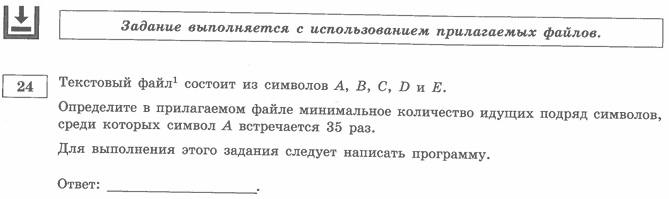 Задание выполняется с использованием прилагаемых файлов.
24
Текстовый файл¹ состоит из символов A, B, C, D и E.
Определите в прилагаемом файле минимальное количество идущих подряд символов,
среди которых символ A встречается 35 раз.
Для выполнения этого задания следует написать программу.
Ответ: ____________________.